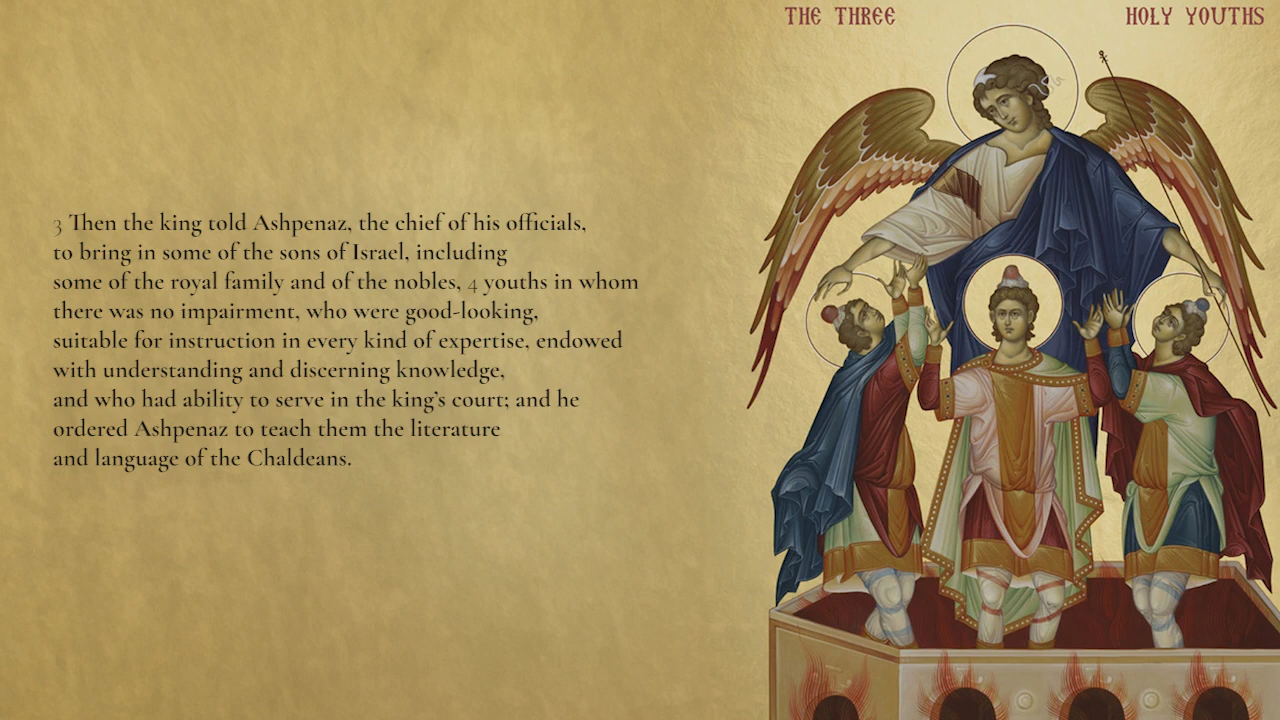 THE THREE HOLY YOUTHS
3 Then the king told Ashpenaz, the chief of his officials,
to bring in some of the sons of Israel, including
some of the royal family and of the nobles, 4 youths in whom
there was no impairment, who were good-looking,
suitable for instruction in every kind of expertise, endowed
with understanding and discerning knowledge,
and who had ability to serve in the king's court; and he
ordered Ashpenaz to teach them the literature
and language of the Chaldeans.